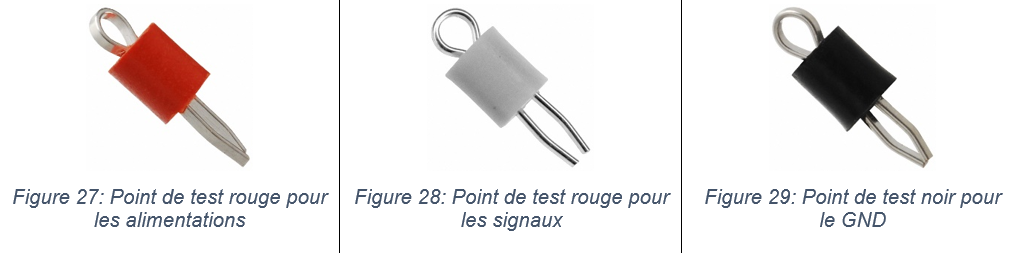 Figure 27: Point de test rouge pour
les alimentations
Figure 28: Point de test rouge pour
les signaux
Figure 29: Point de test noir pour
le GND